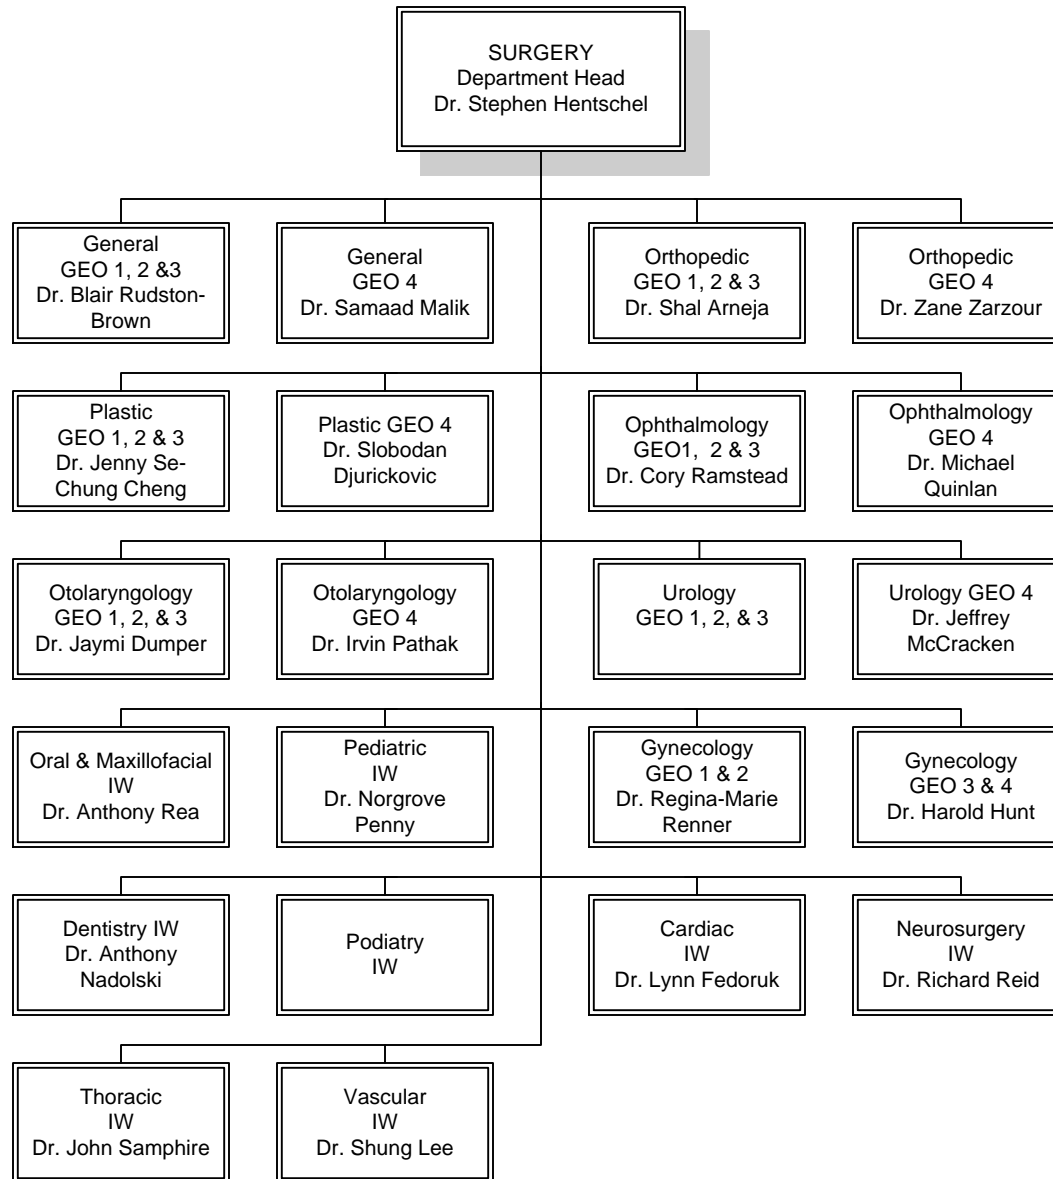 SURGERY
Department Head
Dr. Stephen Hentschel
General
GEO 1, 2 &3
Dr. Blair Rudston-
Brown
General
GEO 4
Dr. Samaad Malik
Orthopedic
GEO 1, 2 & 3
Dr. Shal Arneja
Orthopedic
GEO 4
Dr. Zane Zarzour
Plastic
GEO 1, 2 & 3
Dr. Jenny Se-
Chung Cheng
Plastic GEO 4
Dr. Slobodan
Djurickovic
Ophthalmology
GEO1, 2 & 3
Dr. Cory Ramstead
Ophthalmology
GEO 4
Dr. Michael
Quinlan
Otolaryngology
GEO 1, 2, & 3
Dr. Jaymi Dumper
Otolaryngology
GEO 4
Dr. Irvin Pathak
Urology
GEO 1, 2, & 3
Urology GEO 4
Dr. Jeffrey
McCracken
Oral & Maxillofacial
IW
Dr. Anthony Rea
Pediatric
IW
Dr. Norgrove
Penny
Gynecology
GEO 1 & 2
Dr. Regina-Marie
Renner
Gynecology
GEO 3 & 4
Dr. Harold Hunt
Dentistry IW
Dr. Anthony
Nadolski
Podiatry
IW
Cardiac
IW
Dr. Lynn Fedoruk
Neurosurgery
IW
Dr. Richard Reid
Thoracic
IW
Dr. John Samphire
Vascular
IW
Dr. Shung Lee